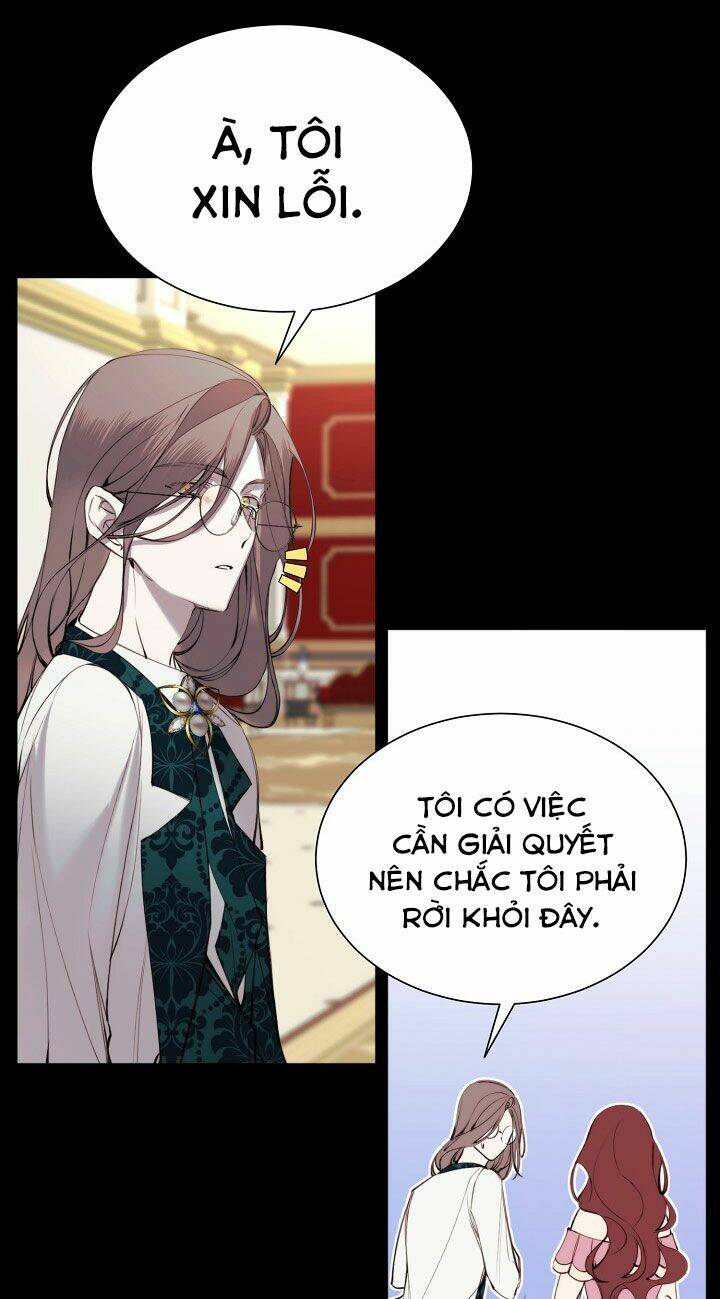 À, TÔI
XIN LỖI.
TÔI CÓ VIỆC
CẦN GIẢI QUYẾT
NÊN CHẮC TÔI PHẢI
RỜI KHỎI ĐÂY.